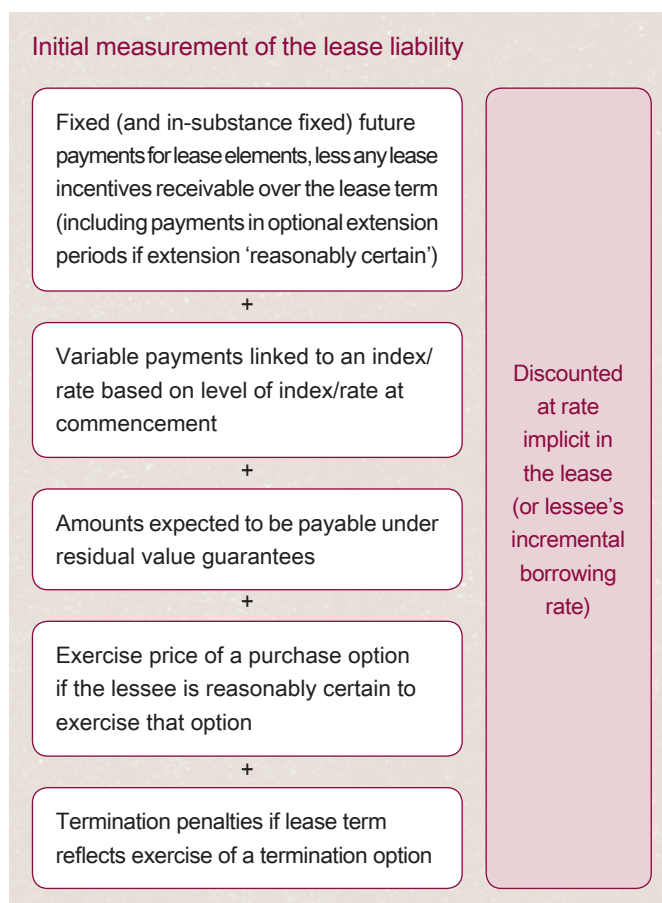 Initial measurement of the lease liability
Fixed (and in-substance fixed) future
payments for lease elements, less any lease
incentives receivable over the lease term
(including payments in optional extension
periods if extension ‘reasonably certain’)
+
Variable payments linked to an index/
rate based on level of index/rate at
commencement
+
Amounts expected to be payable under
residual value guarantees
+
Exercise price of a purchase option
if the lessee is reasonably certain to
exercise that option
+
Termination penalties if lease term
reflects exercise of a termination option
Discounted
at rate
implicit in
the lease
(or lessee’s
incremental
borrowing
rate)